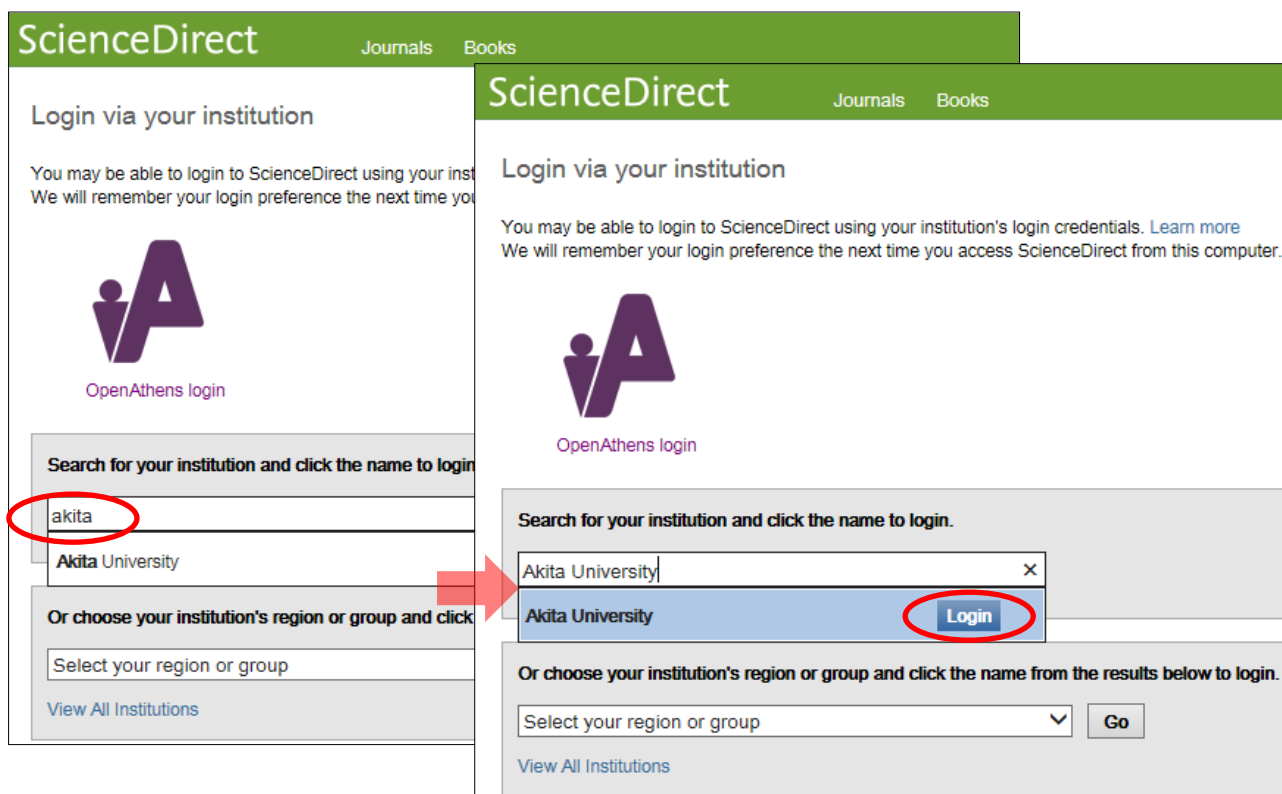 ScienceDirect Journals Books
Login via your institution
You may be able to login to ScienceDirect using your inst
We will remember your login preference the next time you
OpenAthens login
Search for your institution and click the name to login
akita
Akita University
Or choose your institution's region or group and click
Select your region or group
View All Institutions
ScienceDirect Journals Books
Login via your institution
You may be able to login to ScienceDirect using your institution's login credentials. Learn more
We will remember your login preference the next time you access ScienceDirect from this computer.
OpenAthens login
Search for your institution and click the name to login.
Akita University ×
Akita University Login
Or choose your institution's region or group and click the name from the results below to login.
Select your region or group Go
View All Institutions